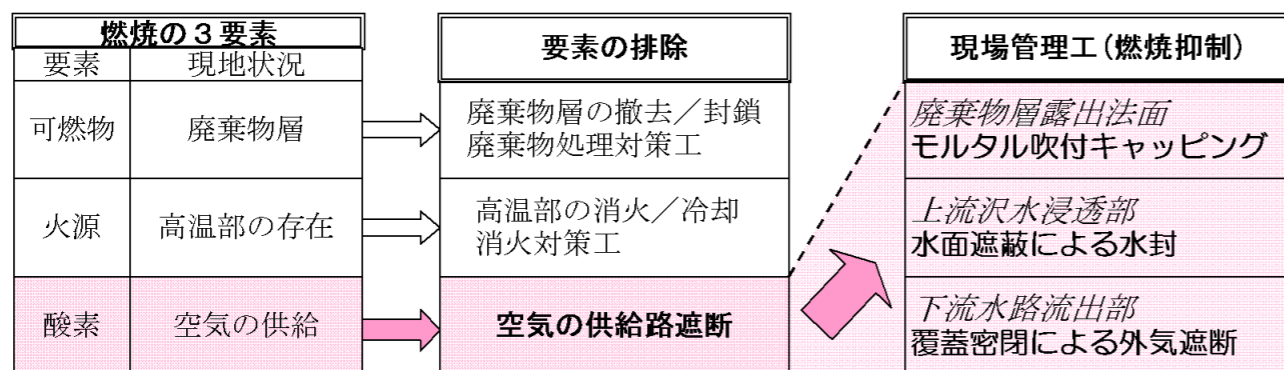 燃焼の３要素
要素 現地状況
可燃物 廃棄物層
火源 高温部の存在
酸素 空気の供給
要素の排除
廃棄物層の撤去／封鎖
廃棄物処理対策工
高温部の消火／冷却
消火対策工
空気の供給路遮断
現場管理工(燃焼抑制)
廃棄物層露出法面
モルタル吹付キャッピング
上流沢水浸透部
水面遮蔽による水封
下流水路流出部
覆蓋密閉による外気遮断